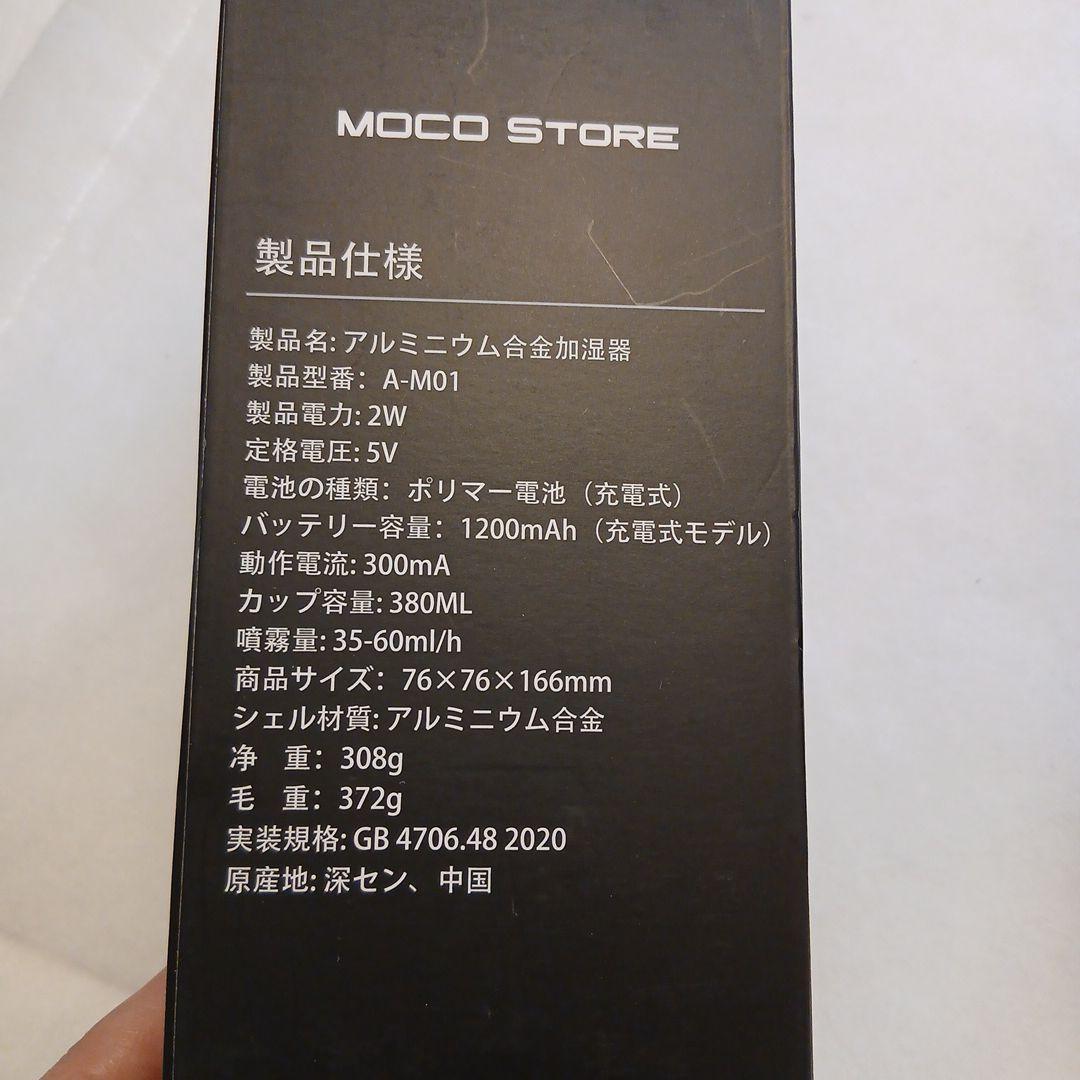 MOCO STORE
製品仕様
製品名: アルミニウム合金加湿器
製品型番：A-M01
製品電力: 2W
定格電圧: 5V
電池の種類：ポリマー電池（充電式）
バッテリー容量：1200mAh（充電式モデル）
動作電流: 300mA
カップ容量: 380ML
噴霧量: 35-60ml/h
商品サイズ：76×76×166mm
シェル材質: アルミニウム合金
净　重：308g
毛　重：372g
実装規格: GB 4706.48 2020
原産地: 深セン、中国